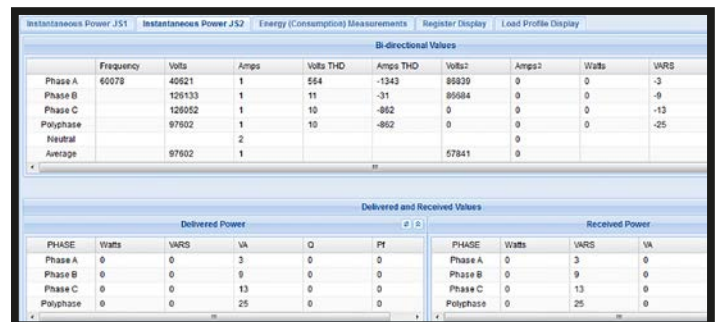 Instantaneous Power JS1 Instantaneous Power JS2 Energy (Consumption) Measurements Register Display Load Profile Display
Bi-directional Values
Frequency Volts Amps Volts THD Amps THD Volts² Amps² Watts VARS
Phase A 60078 40621 1 564 -1343 86839 0 0 -3
Phase B 126133 1 11 -31 86684 0 0 -9
Phase C 126052 1 10 -862 0 0 0 -13
Polyphase 97602 1 10 -862 0 0 0 -25
Neutral 2 0
Average 97602 1 57841 0
Delivered and Received Values
Delivered Power Received Power
PHASE Watts VARS VA Q Pf PHASE Watts VARS VA
Phase A 0 0 3 0 0 Phase A 0 3 0
Phase B 0 0 9 0 0 Phase B 0 9 0
Phase C 0 0 13 0 0 Phase C 0 13 0
Polyphase 0 0 25 0 0 Polyphase 0 25 0